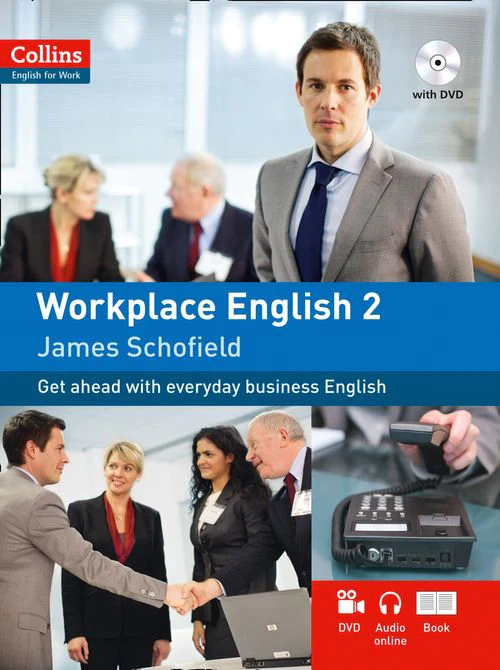 Collins
English for Work
with DVD
Workplace English 2
James Schofield
Get ahead with everyday business English
DVD
Audio
online
Book